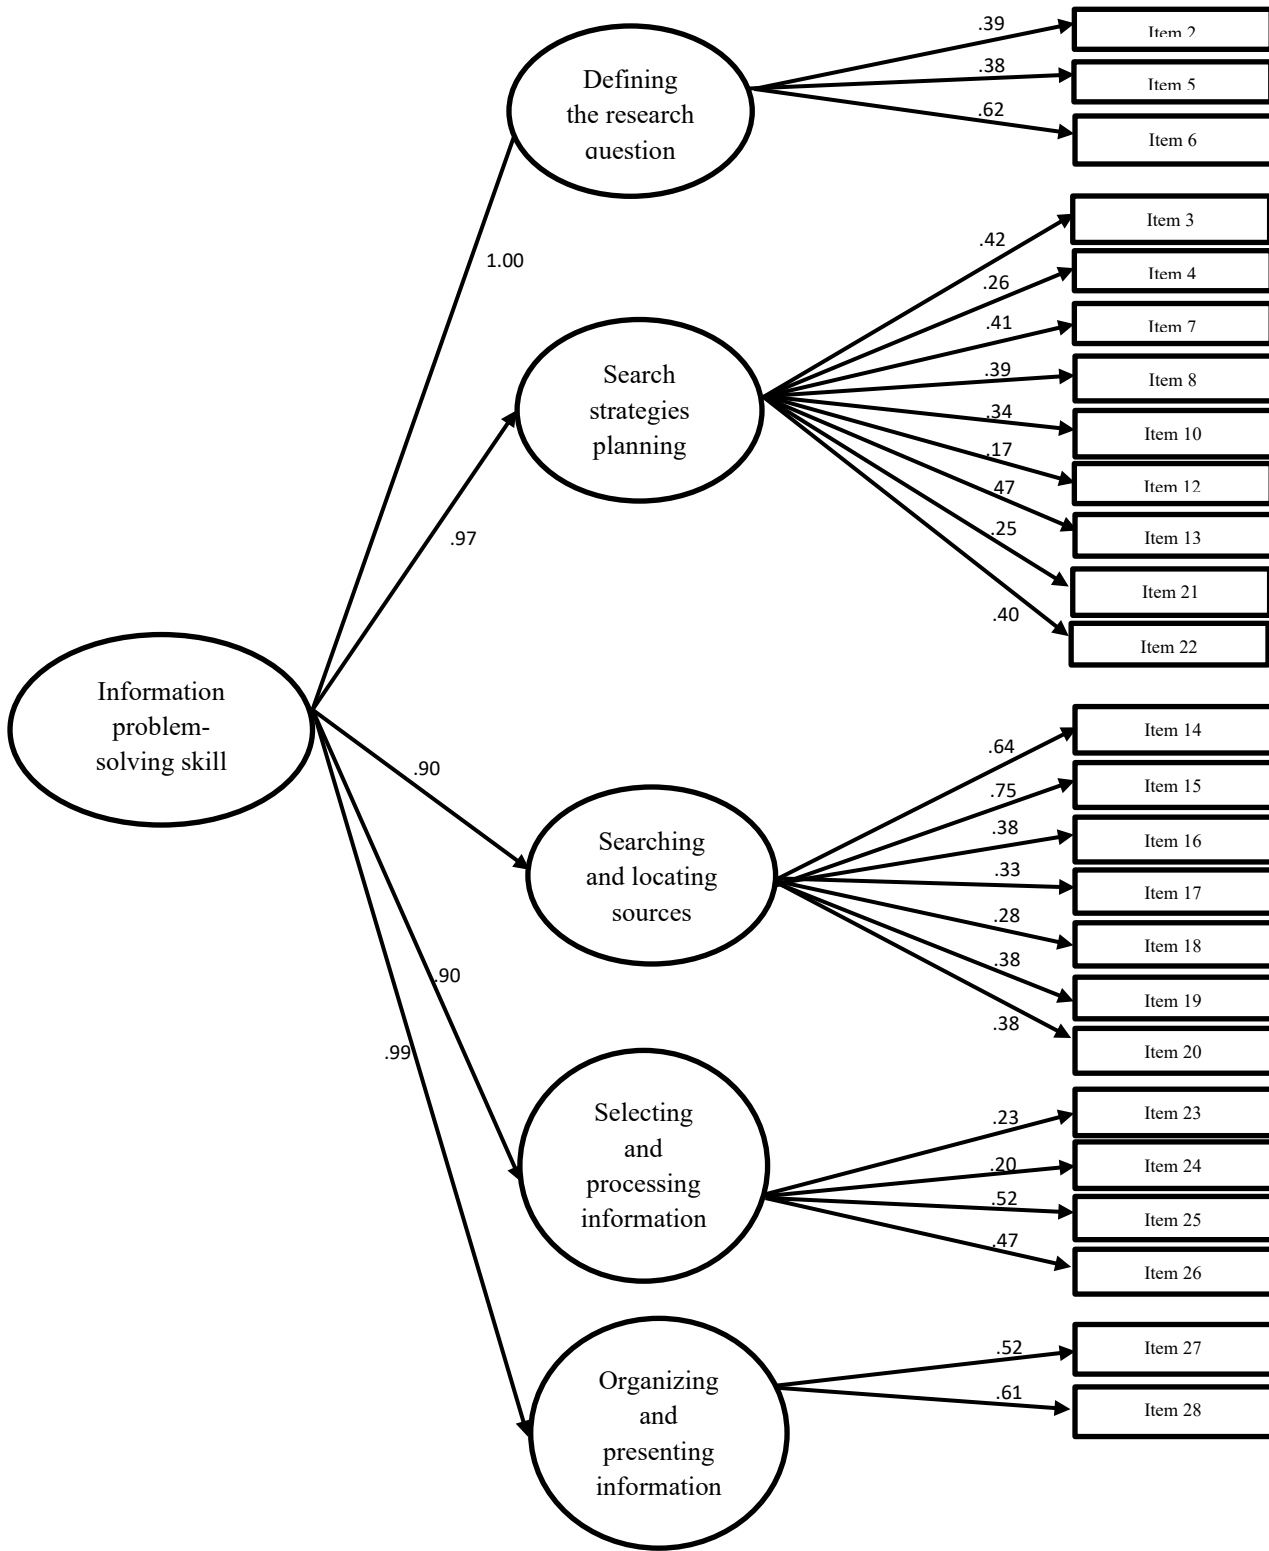 .39
Item 2
Defining
the research
question
.38
Item 5
.62
Item 6
1.00
.42
Item 3
.26
Item 4
.41
Item 7
Search
strategies
planning
.39
Item 8
.34
Item 10
.17
Item 12
.47
Item 13
.25
Item 21
.40
Item 22
.97
Information
problem-
solving skill
.90
.64
Item 14
.75
Item 15
Searching
and locating
sources
.38
Item 16
.33
Item 17
.28
Item 18
.38
Item 19
.38
Item 20
.90
.99
Selecting
and
processing
information
.23
Item 23
.20
Item 24
.52
Item 25
.47
Item 26
Organizing
and
presenting
information
.52
Item 27
.61
Item 28